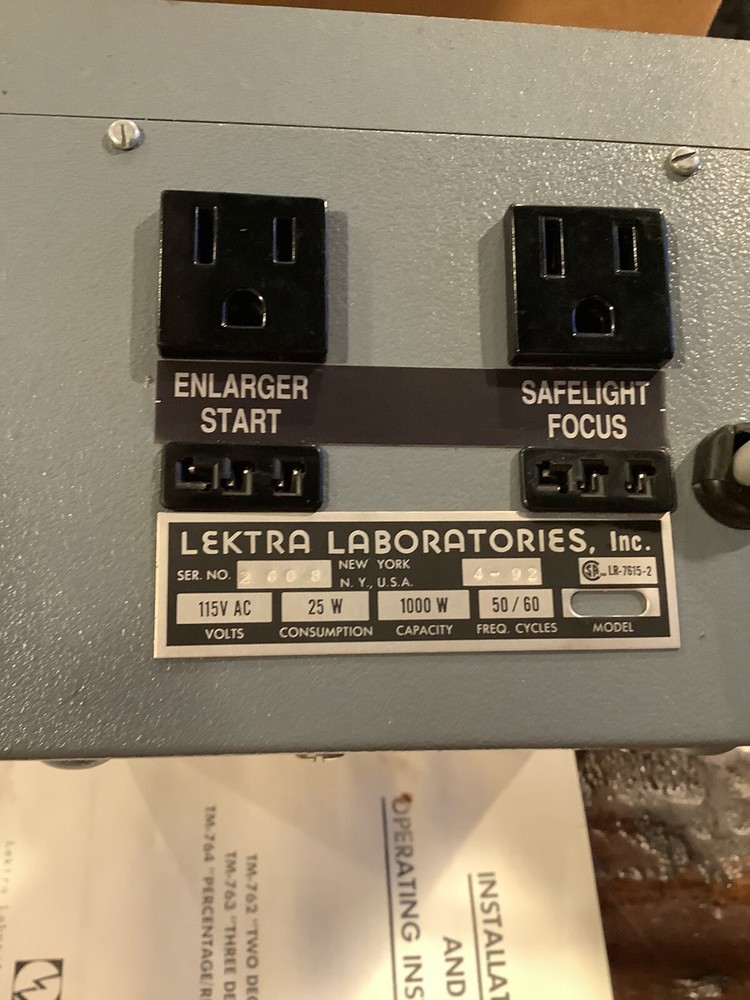 ENLARGER
START
SAFELIGHT
FOCUS
LEKTRA LABORATORIES, Inc.
SER. NO. 2008 NEW YORK 4-92 LR-7615-2
N. Y., U.S.A.
115V AC 25 W 1000 W 50 / 60
VOLTS CONSUMPTION CAPACITY FREQ. CYCLES MODEL
INSTALLAT
AND
OPERATING INS
TM-762 "TWO DEC
TM-763 "THREE DE
TM-764 "PERCENTAGE/R